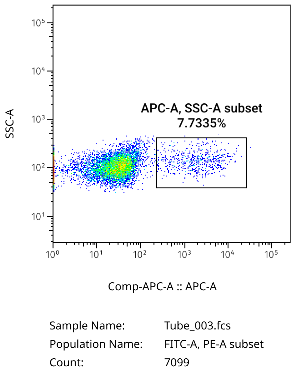 10⁵
10⁴
10³
10²
10¹
SSC-A
APC-A, SSC-A subset
7.7335%
10⁰ 10¹ 10² 10³ 10⁴ 10⁵
Comp-APC-A :: APC-A
Sample Name: Tube_003.fcs
Population Name: FITC-A, PE-A subset
Count: 7099